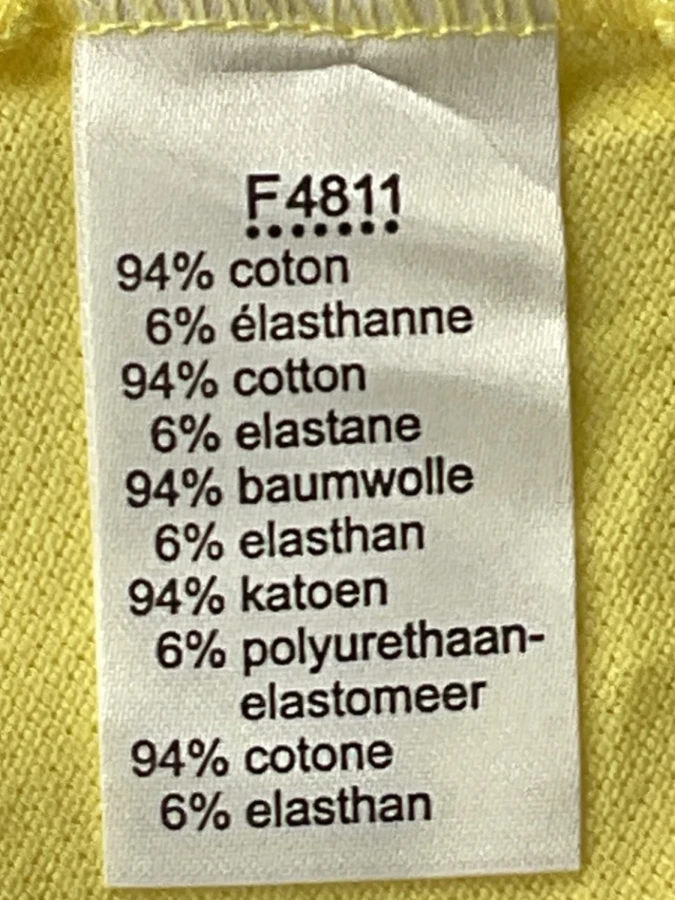 F4811
94% coton
6% élasthanne
94% cotton
6% elastane
94% baumwolle
6% elasthan
94% katoen
6% polyurethaan-
elastomeer
94% cotone
6% elasthan